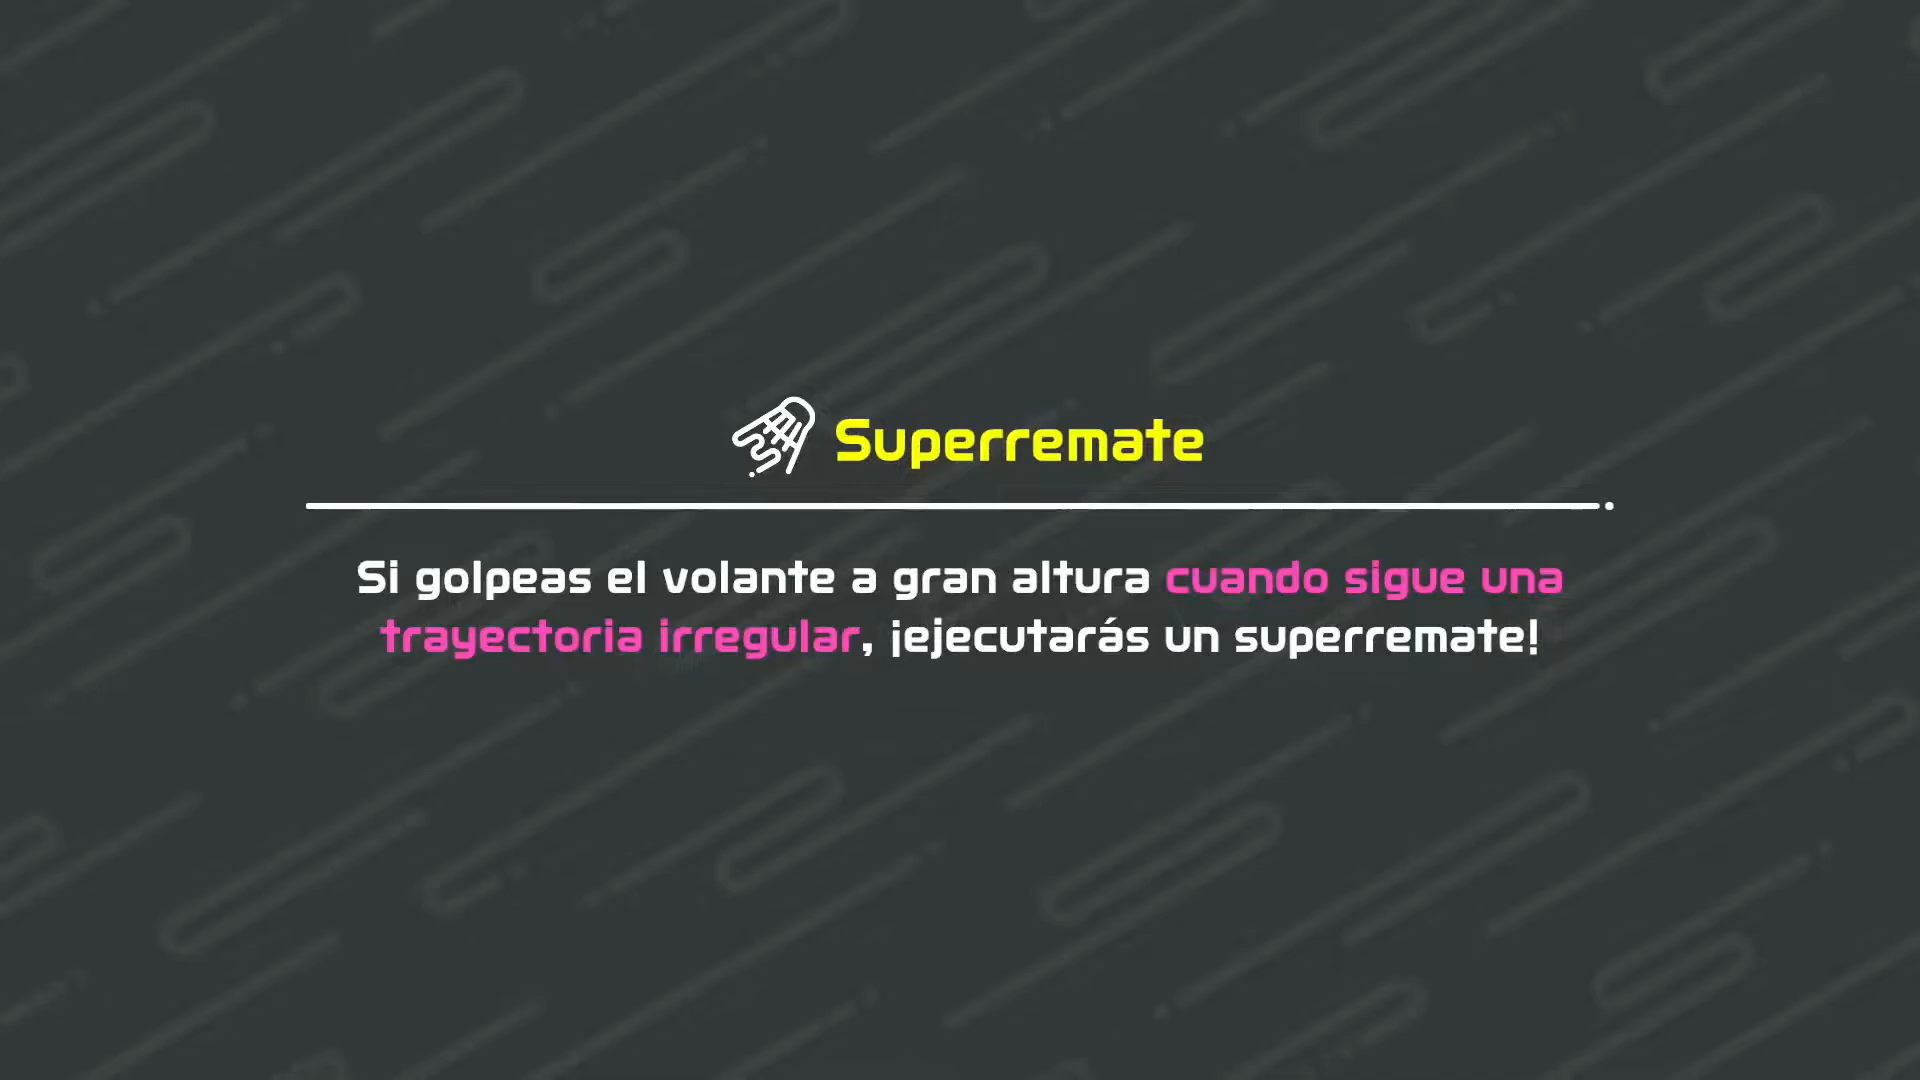 Superremate
Si golpeas el volante a gran altura cuando sigue una
trayectoria irregular, ¡ejecutarás un superremate!